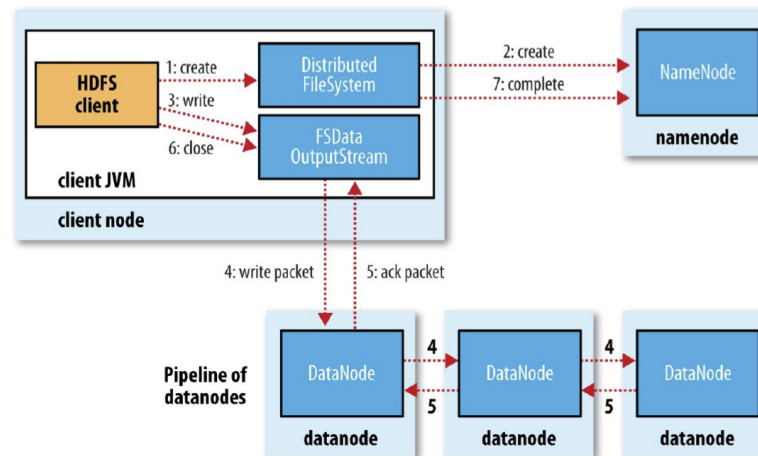 HDFS
client
1: create
3: write
6: close
Distributed
FileSystem
FSData
OutputStream
client JVM
client node
2: create
7: complete
NameNode
namenode
4: write packet
5: ack packet
Pipeline of
datanodes
DataNode
datanode
4
5
DataNode
datanode
4
5
DataNode
datanode